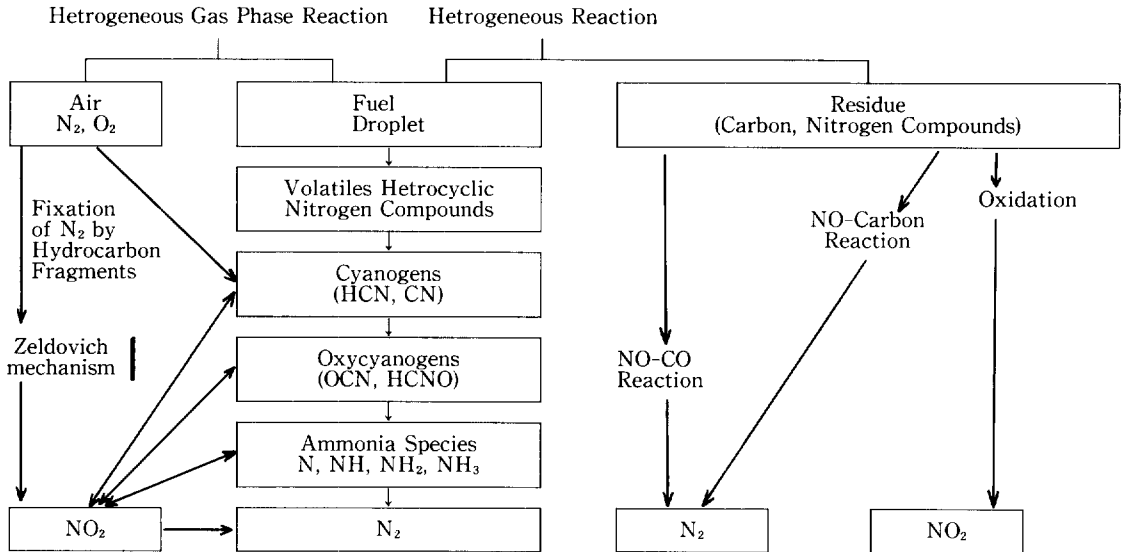 Hetrogeneous Gas Phase Reaction
Hetrogeneous Reaction
Air
N₂, O₂
Fuel
Droplet
Residue
(Carbon, Nitrogen Compounds)
Volatiles Hetrocyclic
Nitrogen Compounds
Fixation
of N₂ by
Hydrocarbon
Fragments
Oxidation
NO-Carbon
Reaction
Cyanogens
(HCN, CN)
Zeldovich
mechanism
Oxycyanogens
(OCN, HCNO)
NO-CO
Reaction
Ammonia Species
N, NH, NH₂, NH₃
NO₂
N₂
N₂
NO₂